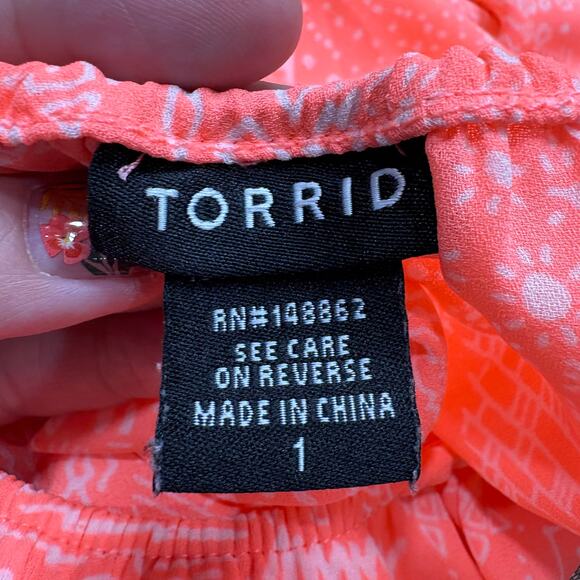 TORRID
RN#148862
SEE CARE
ON REVERSE
MADE IN CHINA
1